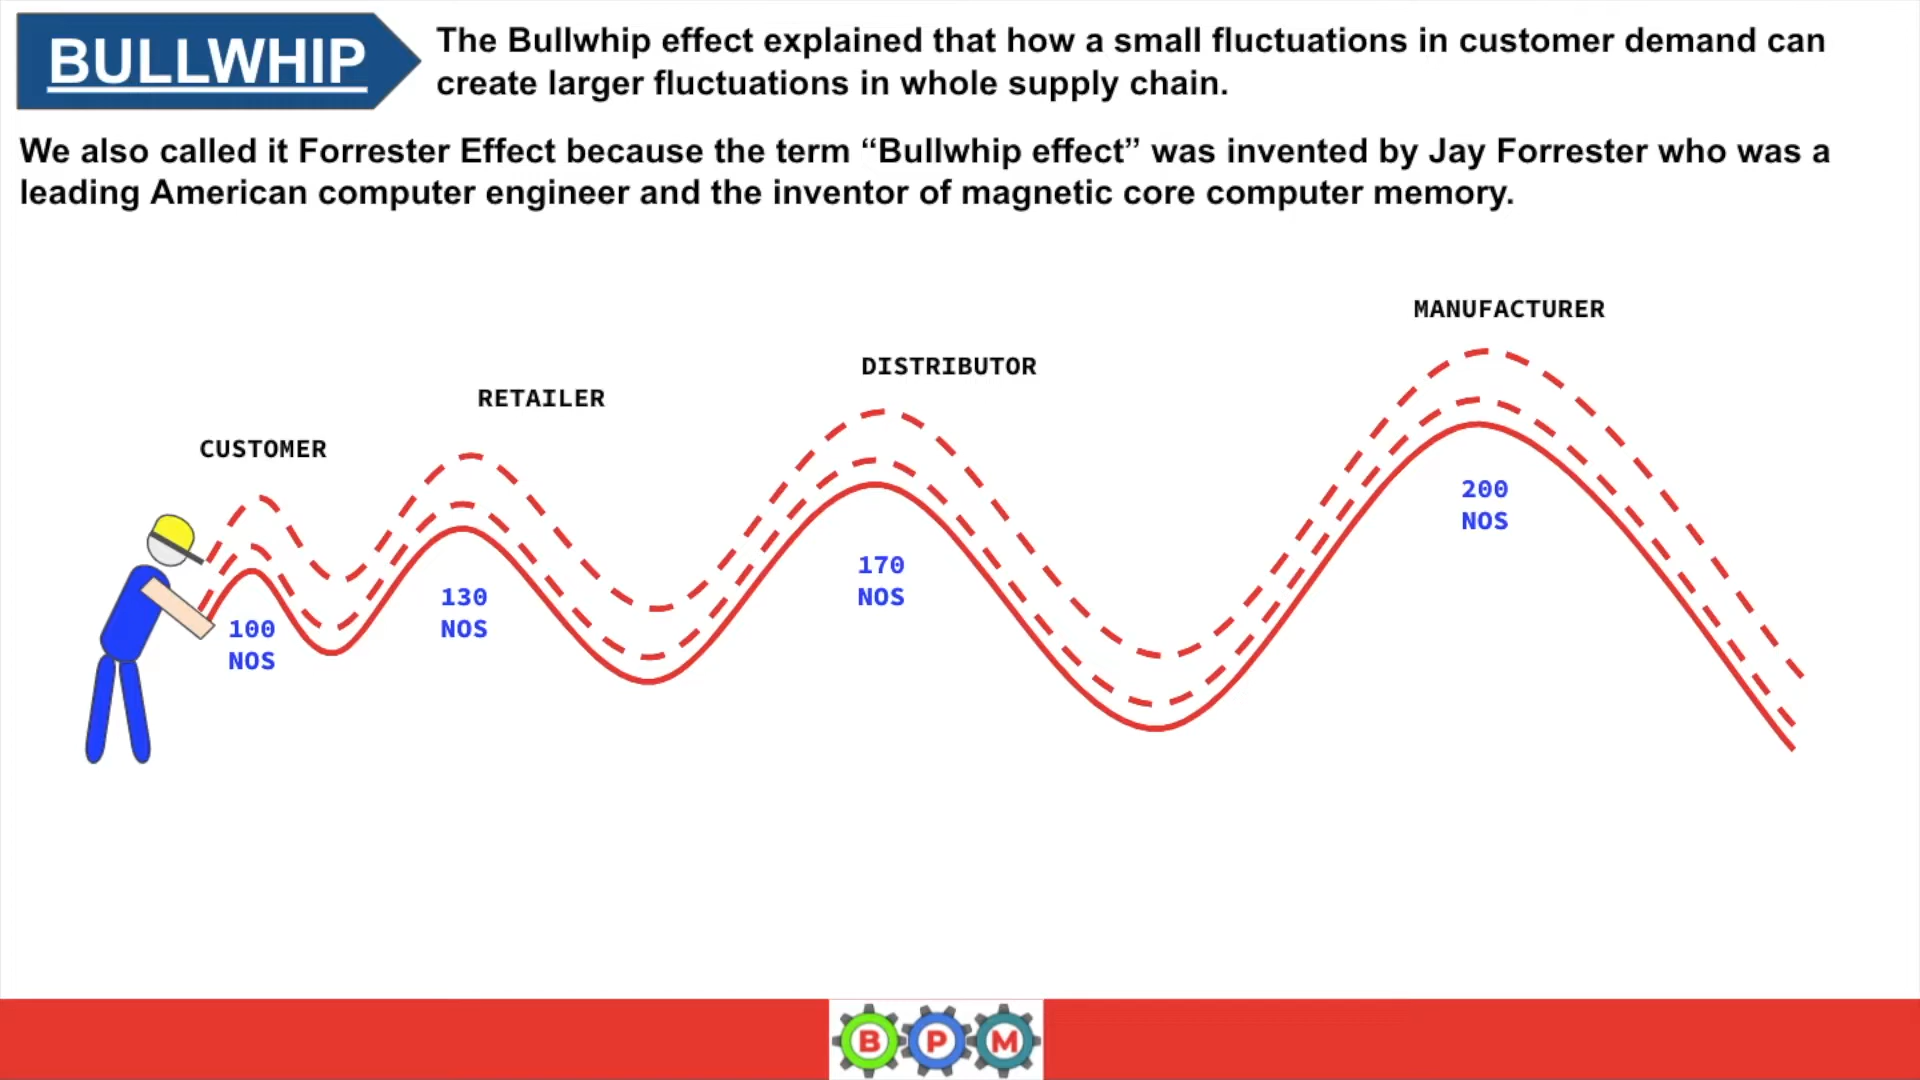 BULLWHIP
The Bullwhip effect explained that how a small fluctuations in customer demand can
create larger fluctuations in whole supply chain.
We also called it Forrester Effect because the term “Bullwhip effect” was invented by Jay Forrester who was a
leading American computer engineer and the inventor of magnetic core computer memory.
MANUFACTURER
DISTRIBUTOR
RETAILER
CUSTOMER
200
NOS
170
NOS
130
NOS
100
NOS
B P M